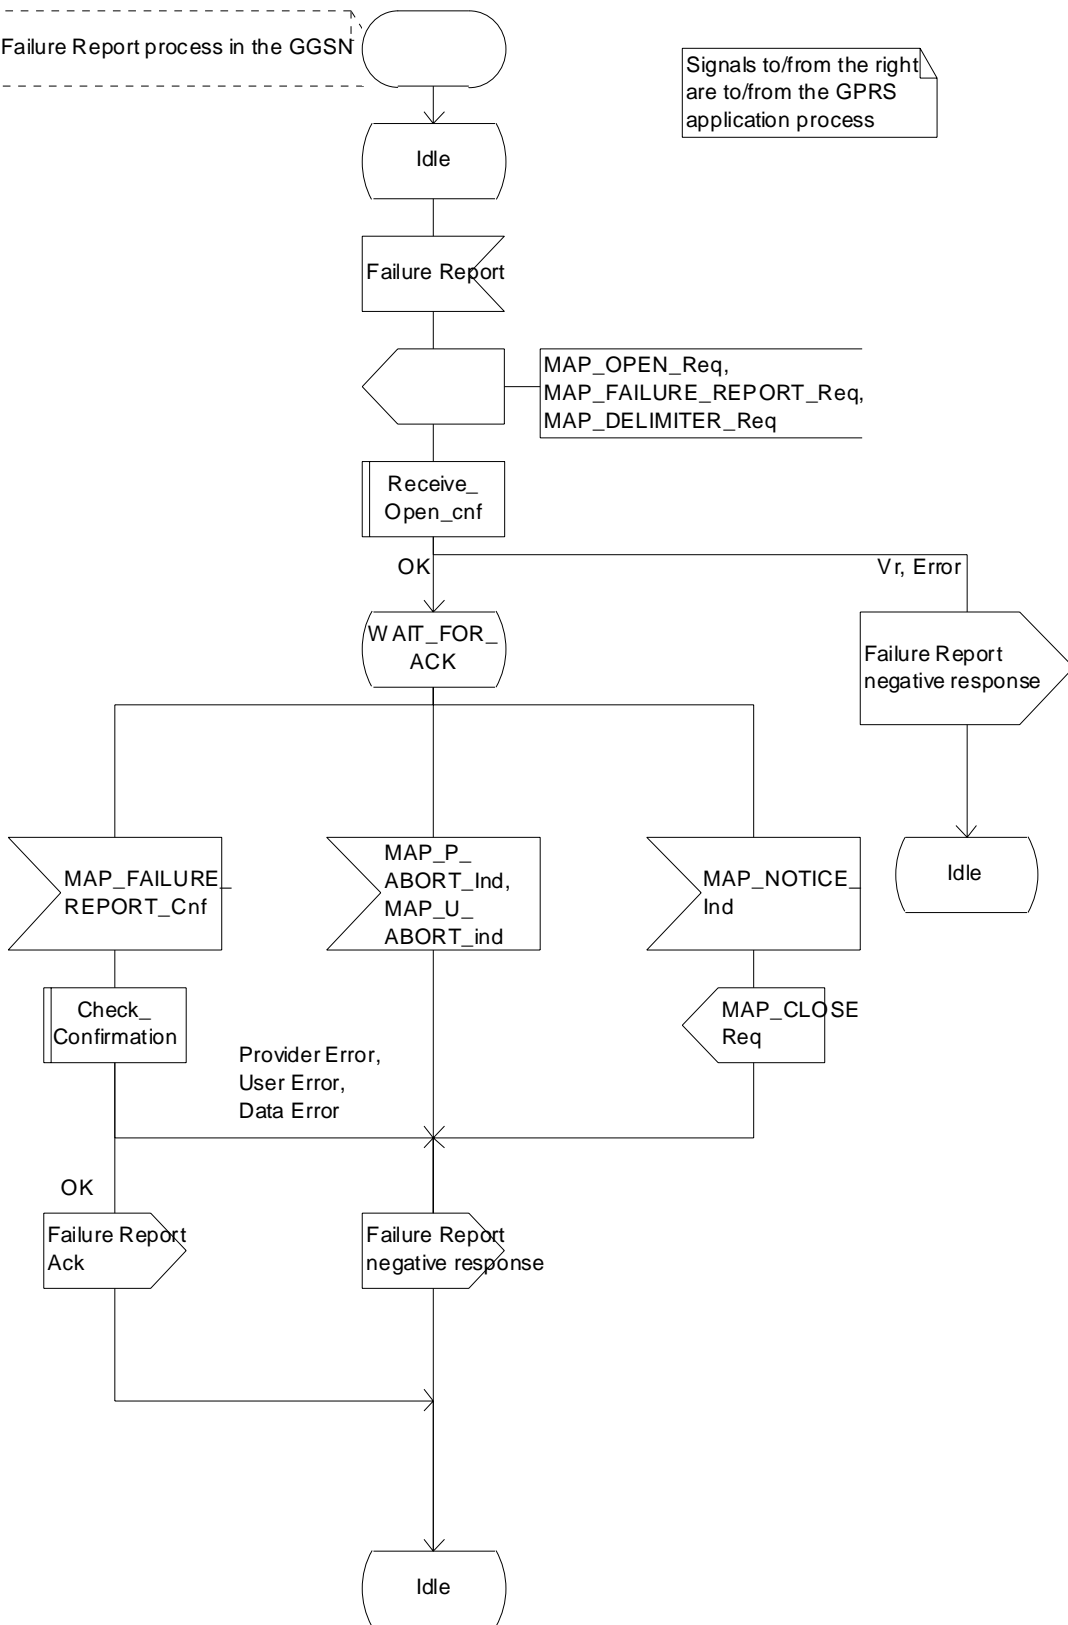 Failure Report process in the GGSN
Signals to/from the right
are to/from the GPRS
application process
Idle
Failure Report
MAP_OPEN_Req,
MAP_FAILURE_REPORT_Req,
MAP_DELIMITER_Req
Receive_
Open_cnf
OK
Vr, Error
WAIT_FOR_
ACK
Failure Report
negative response
MAP_FAILURE_
REPORT_Cnf
MAP_P_
ABORT_Ind,
MAP_U_
ABORT_ind
MAP_NOTICE_
Ind
Idle
Check_
Confirmation
MAP_CLOSE
Req
Provider Error,
User Error,
Data Error
OK
Failure Report
Ack
Failure Report
negative response
Idle